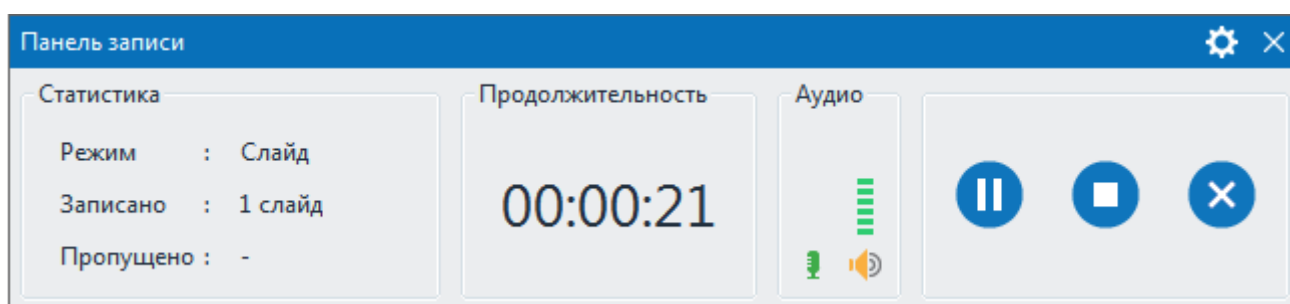 Панель записи
Статистика
Режим : Слайд
Записано : 1 слайд
Пропущено : -
Продолжительность
00:00:21
Аудио